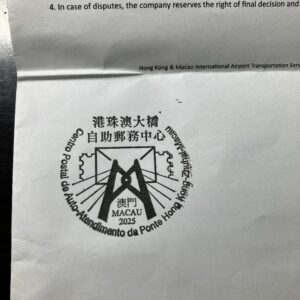 4. In case of disputes, the company reserves the right of final decision and
Hong Kong & Macao International Airport Transportation Serv
港珠澳大橋
自助郵務中心
Centro Postal de Auto-Atendimento da Ponte Hong Kong-Zhuhai-Macau
澳門
MACAU
2025